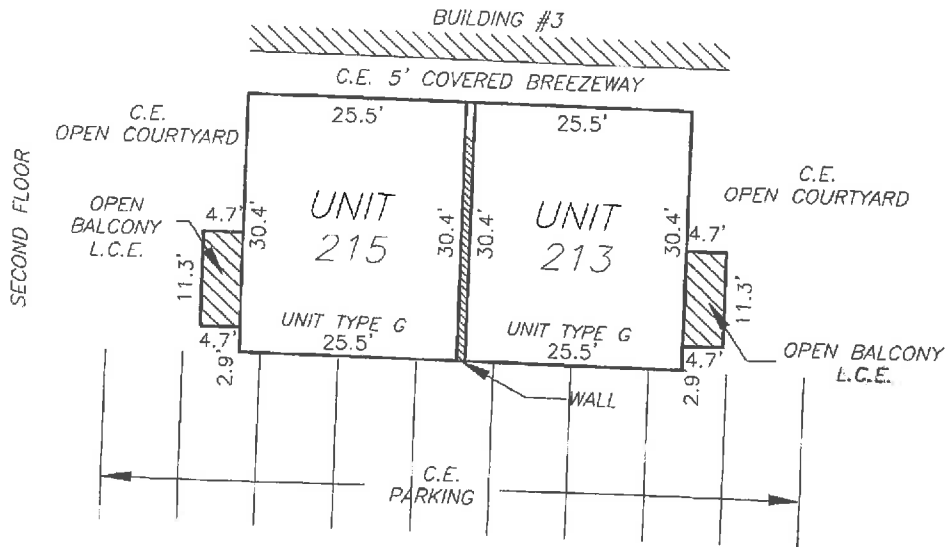 BUILDING #3
C.E. 5' COVERED BREEZEWAY
C.E.
OPEN COURTYARD
25.5'
25.5'
C.E.
OPEN COURTYARD
SECOND FLOOR
OPEN
BALCONY
L.C.E.
4.7'
30.4'
UNIT
215
30.4'
30.4'
UNIT
213
30.4'
4.7'
11.3'
11.3'
UNIT TYPE G
25.5'
UNIT TYPE G
25.5'
4.7'
2.9'
4.7'
2.9'
OPEN BALCONY
L.C.E.
WALL
C.E.
PARKING